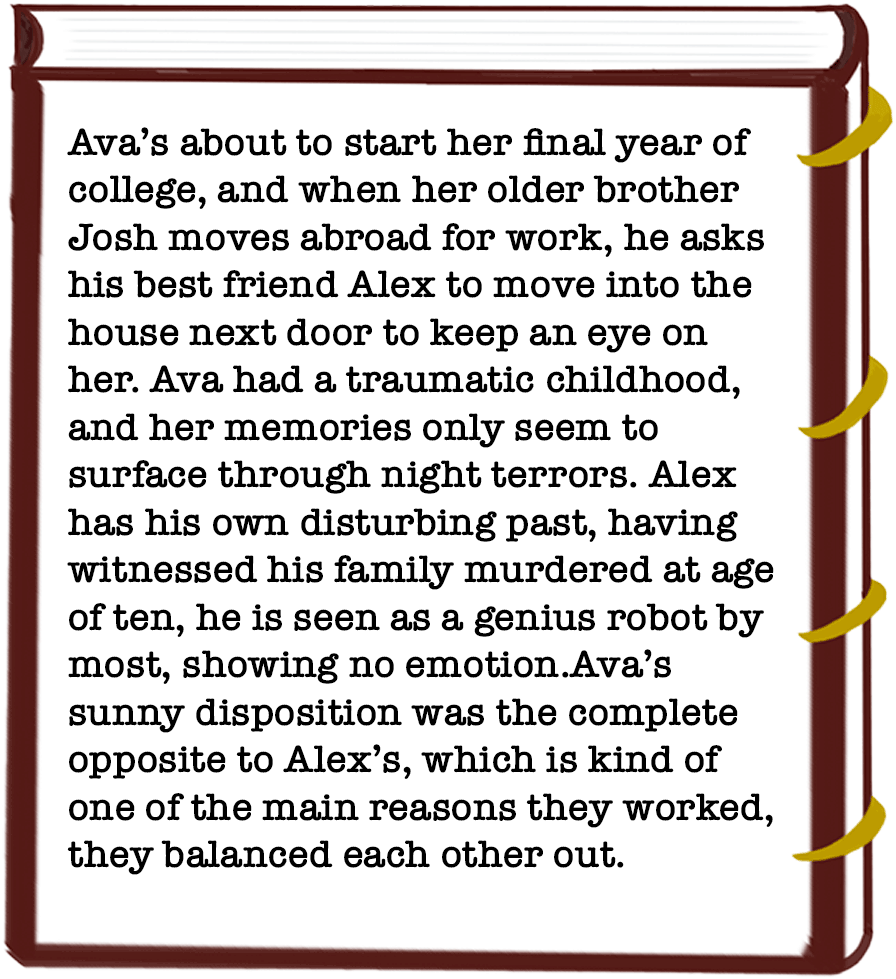 Ava’s about to start her final year of
college, and when her older brother
Josh moves abroad for work, he asks
his best friend Alex to move into the
house next door to keep an eye on
her. Ava had a traumatic childhood,
and her memories only seem to
surface through night terrors. Alex
has his own disturbing past, having
witnessed his family murdered at age
of ten, he is seen as a genius robot by
most, showing no emotion.Ava’s
sunny disposition was the complete
opposite to Alex’s, which is kind of
one of the main reasons they worked,
they balanced each other out.